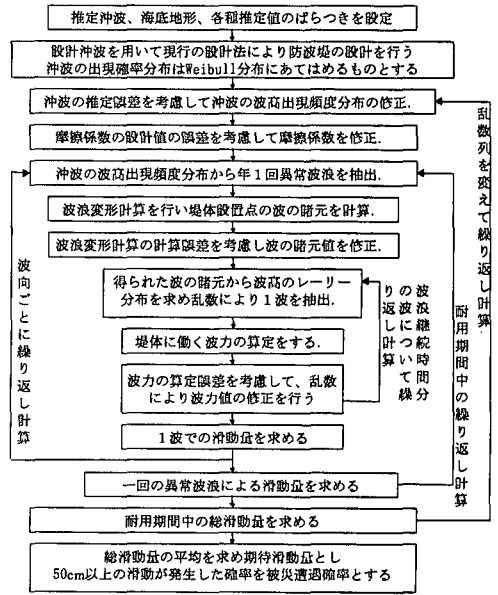 推定沖波、海底地形、各種推定値のばらつきを設定
設計沖波を用いて現行の設計法により防波堤の設計を行う
沖波の出現確率分布はWeibull分布にあてはめるものとする
沖波の推定誤差を考慮して沖波の波高出現頻度分布の修正.
摩擦係数の設計値の誤差を考慮して摩擦係数を修正.
沖波の波高出現頻度分布から年1回異常波浪を抽出.
波浪変形計算を行い堤体設置点の波の諸元を計算.
波浪変形計算の計算誤差を考慮し波の諸元値を修正.
得られた波の諸元から波高のレーリー
分布を求め乱数により1波を抽出.
堤体に働く波力の算定をする.
波力の算定誤差を考慮して、乱数
により波力値の修正を行う
1波での滑動量を求める
一回の異常波浪による滑動量を求める
耐用期間中の総滑動量を求める
総滑動量の平均を求め期待滑動量とし
50cm以上の滑動が発生した確率を被災遭遇確率とする
波向ごとに繰り返し計算
波浪継続時間分
の波について繰
り返し計算
耐用期間中の繰り返し計算
乱数列を変えて繰り返し計算.